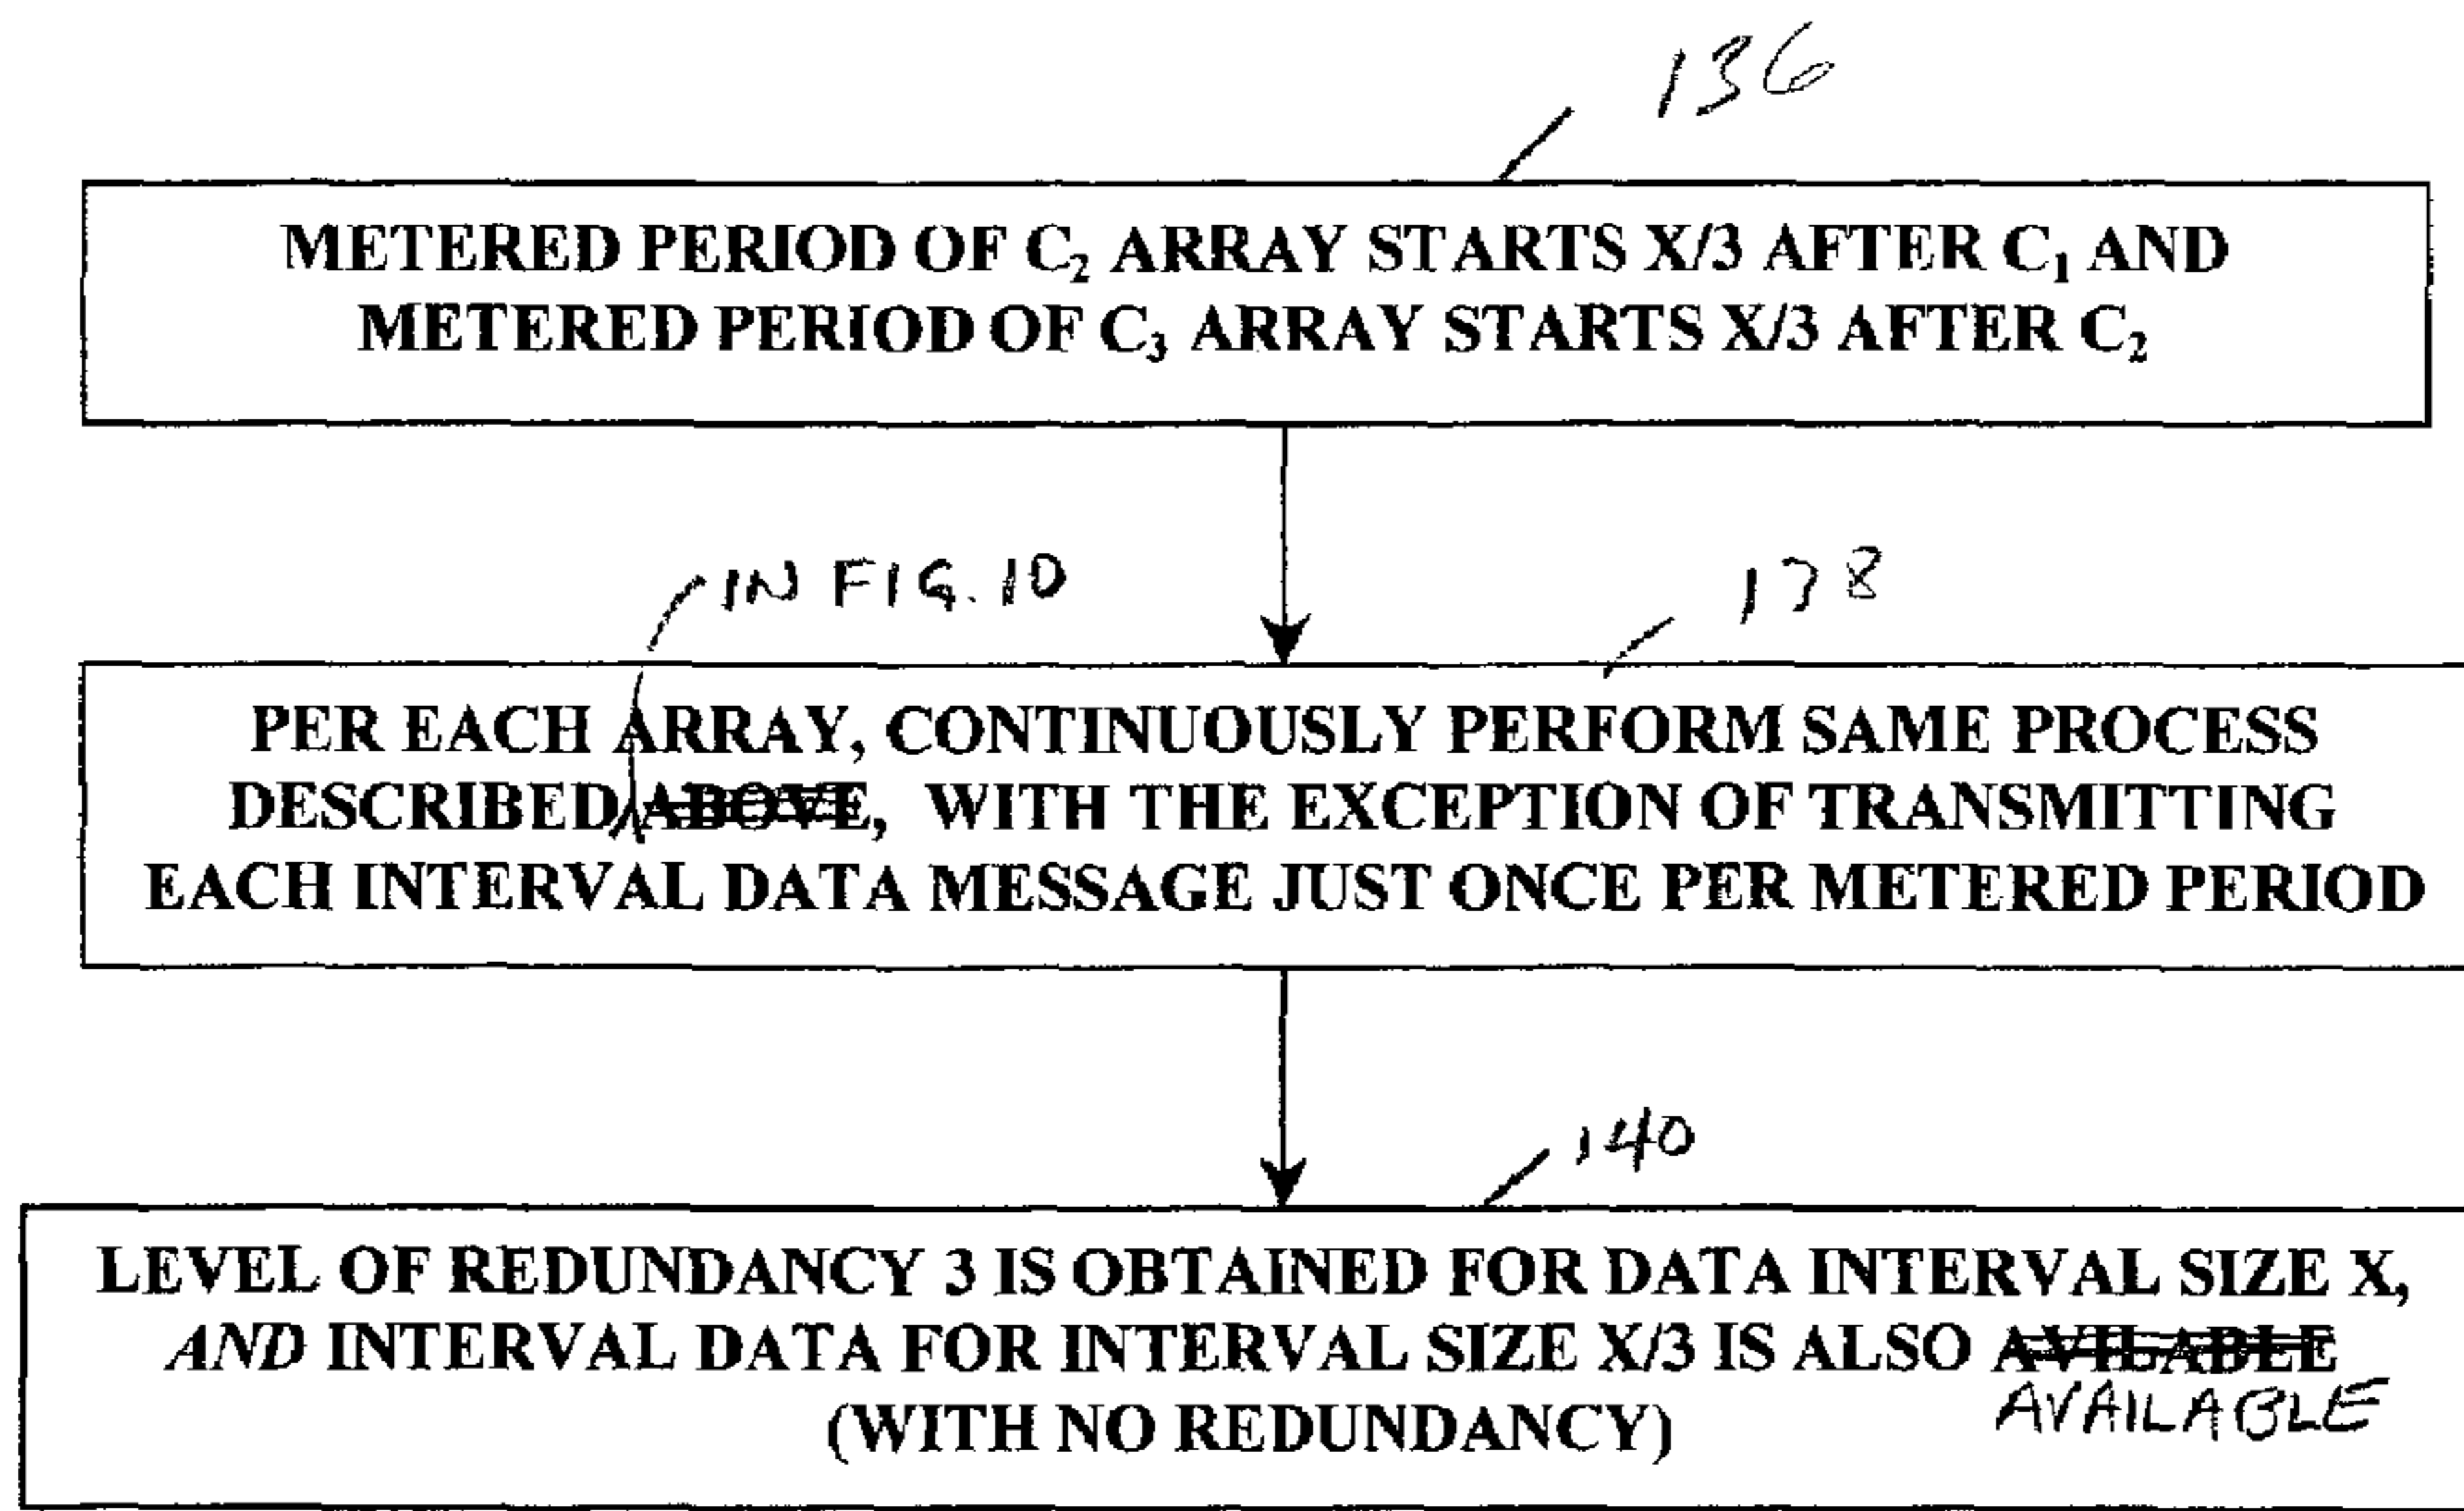 136
METERED PERIOD OF C₂ ARRAY STARTS X/3 AFTER C₁ AND
METERED PERIOD OF C₃ ARRAY STARTS X/3 AFTER C₂
IN FIG. 10
178
PER EACH ARRAY, CONTINUOUSLY PERFORM SAME PROCESS
DESCRIBED ABOVE, WITH THE EXCEPTION OF TRANSMITTING
EACH INTERVAL DATA MESSAGE JUST ONCE PER METERED PERIOD
140
LEVEL OF REDUNDANCY 3 IS OBTAINED FOR DATA INTERVAL SIZE X,
AND INTERVAL DATA FOR INTERVAL SIZE X/3 IS ALSO AVILABLE
(WITH NO REDUNDANCY) AVAILABLE